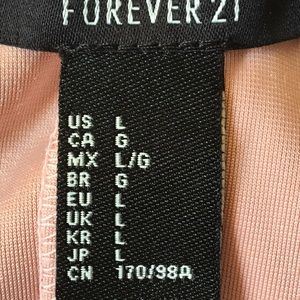 FOREVER 21
US L
CA G
MX L/G
BR G
EU L
UK L
KR L
JP L
CN 170/98A